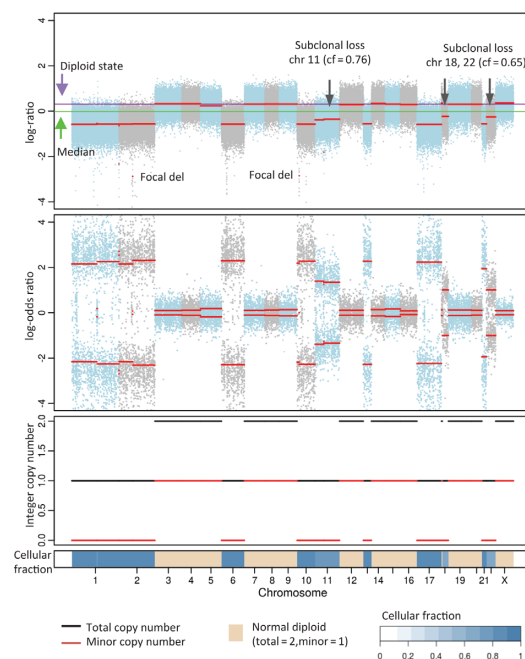 4
Subclonal loss
chr 11 (cf = 0.76)
Subclonal loss
chr 18, 22 (cf = 0.65)
Diploid state
2
log-ratio
0
-2
Median
Focal del
Focal del
-4
4
2
log-odds ratio
0
-2
-4
Integer copy number
2.0
1.5
1.0
0.5
0.0
Cellular
fraction
1 2 3 4 5 6 7 8 9 10 11 12 14 16 17 19 21 X
Chromosome
Total copy number
Minor copy number
Normal diploid
(total = 2, minor = 1)
Cellular fraction
0 0.2 0.4 0.6 0.8 1